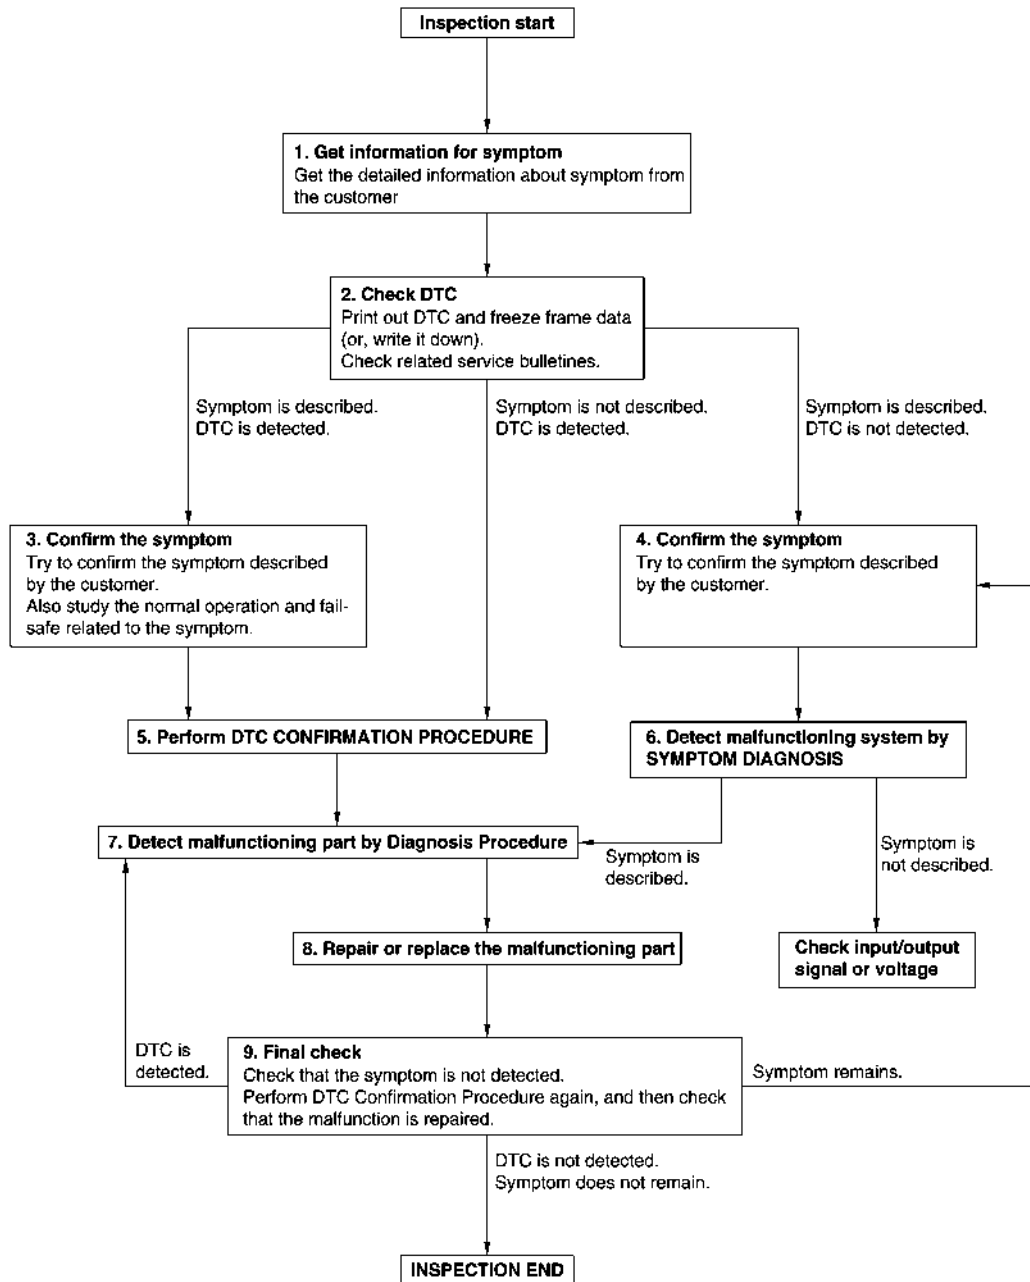 Inspection start
1. Get information for symptom
Get the detailed information about symptom from
the customer
2. Check DTC
Print out DTC and freeze frame data
(or, write it down).
Check related service bulletines.
Symptom is described.
DTC is detected.
Symptom is not described.
DTC is detected.
Symptom is described.
DTC is not detected.
3. Confirm the symptom
Try to confirm the symptom described
by the customer.
Also study the normal operation and fail-
safe related to the symptom.
4. Confirm the symptom
Try to confirm the symptom described
by the customer.
5. Perform DTC CONFIRMATION PROCEDURE
6. Detect malfunctioning system by
SYMPTOM DIAGNOSIS
7. Detect malfunctioning part by Diagnosis Procedure
Symptom is
described.
Symptom is
not described.
8. Repair or replace the malfunctioning part
Check input/output
signal or voltage
DTC is
detected.
9. Final check
Check that the symptom is not detected.
Perform DTC Confirmation Procedure again, and then check
that the malfunction is repaired.
Symptom remains.
DTC is not detected.
Symptom does not remain.
INSPECTION END